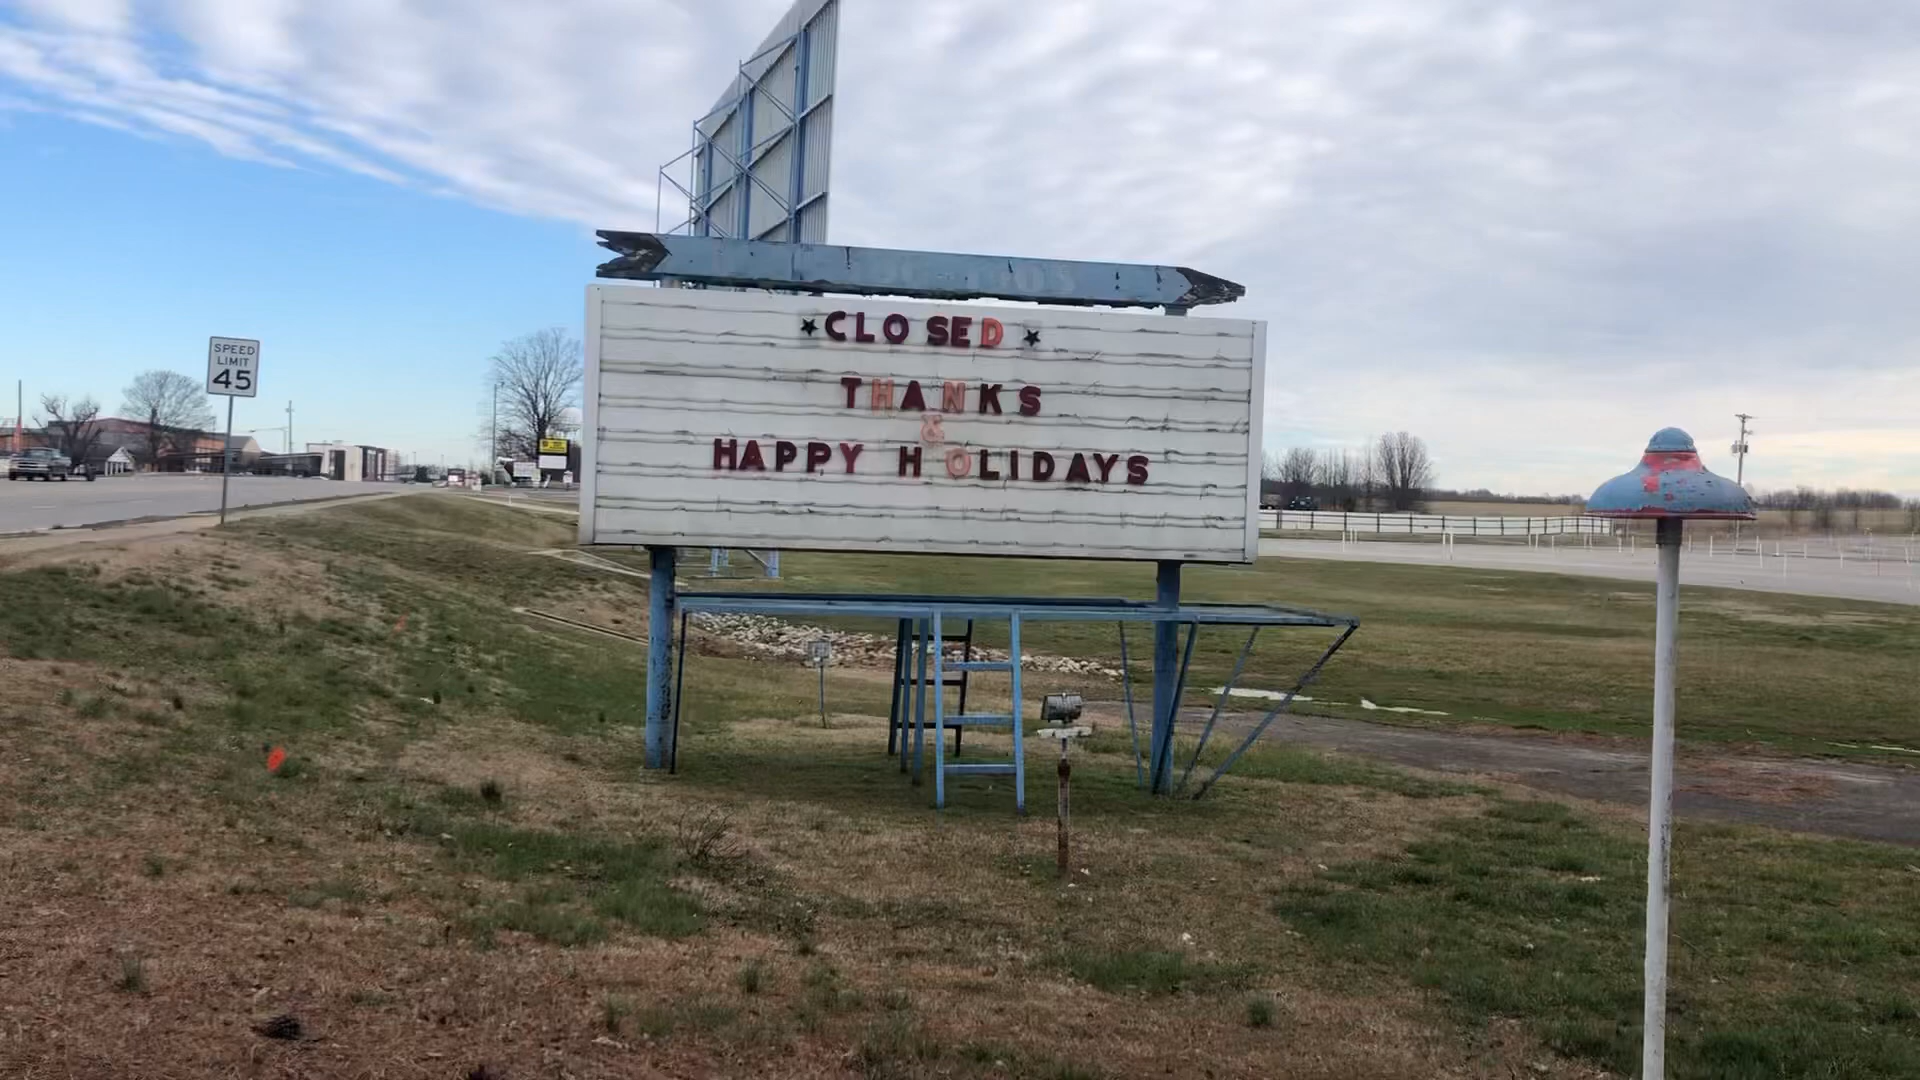 SPEED
LIMIT
45
★CLOSED★
THANKS
&
HAPPY HOLIDAYS